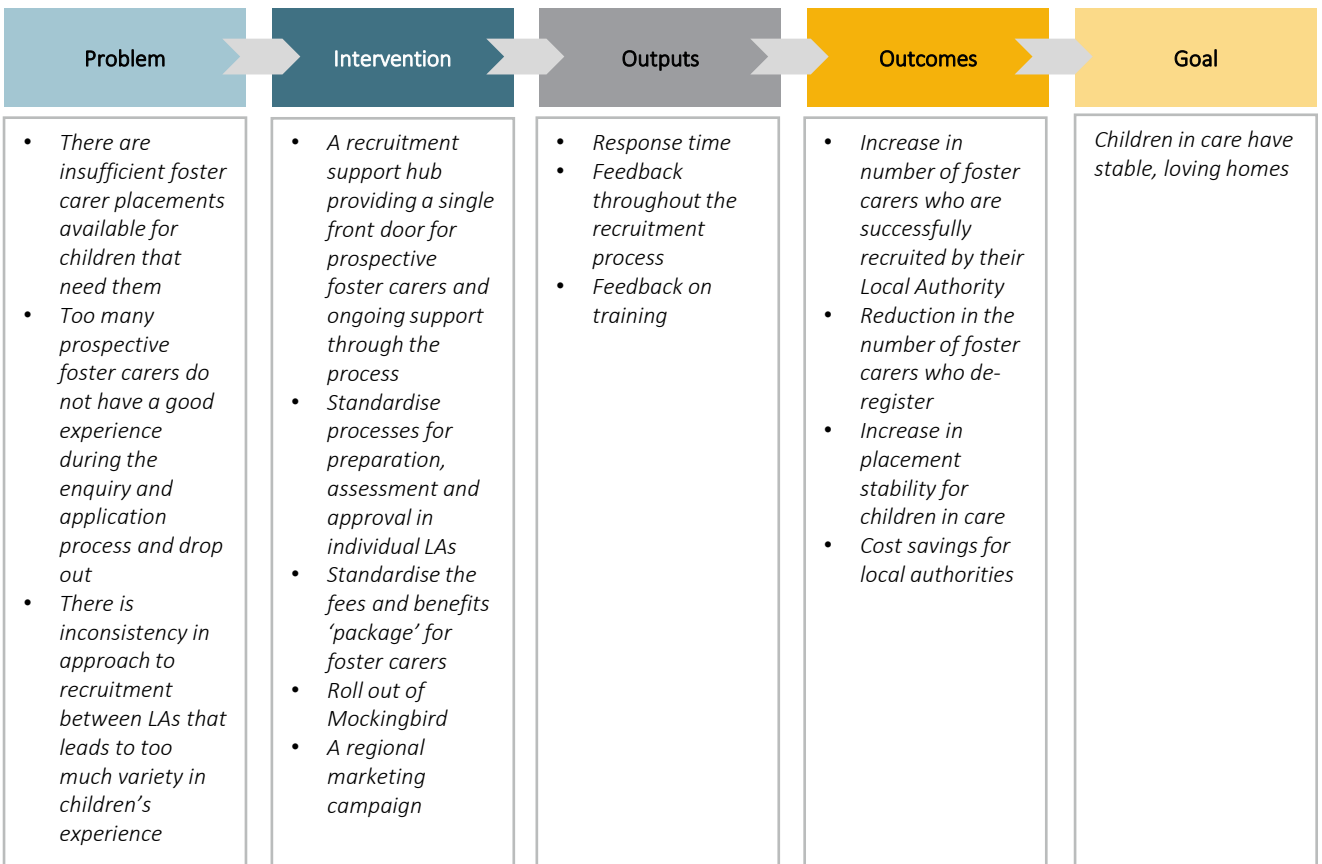 Problem
Intervention
Outputs
Outcomes
Goal
• There are
insufficient foster
carer placements
available for
children that
need them
• Too many
prospective
foster carers do
not have a good
experience
during the
enquiry and
application
process and drop
out
• There is
inconsistency in
approach to
recruitment
between LAs that
leads to too
much variety in
children’s
experience
• A recruitment
support hub
providing a single
front door for
prospective
foster carers and
ongoing support
through the
process
• Standardise
processes for
preparation,
assessment and
approval in
individual LAs
• Standardise the
fees and benefits
‘package’ for
foster carers
• Roll out of
Mockingbird
• A regional
marketing
campaign
• Response time
• Feedback
throughout the
recruitment
process
• Feedback on
training
• Increase in
number of foster
carers who are
successfully
recruited by their
Local Authority
• Reduction in the
number of foster
carers who de-
register
• Increase in
placement
stability for
children in care
• Cost savings for
local authorities
Children in care have
stable, loving homes